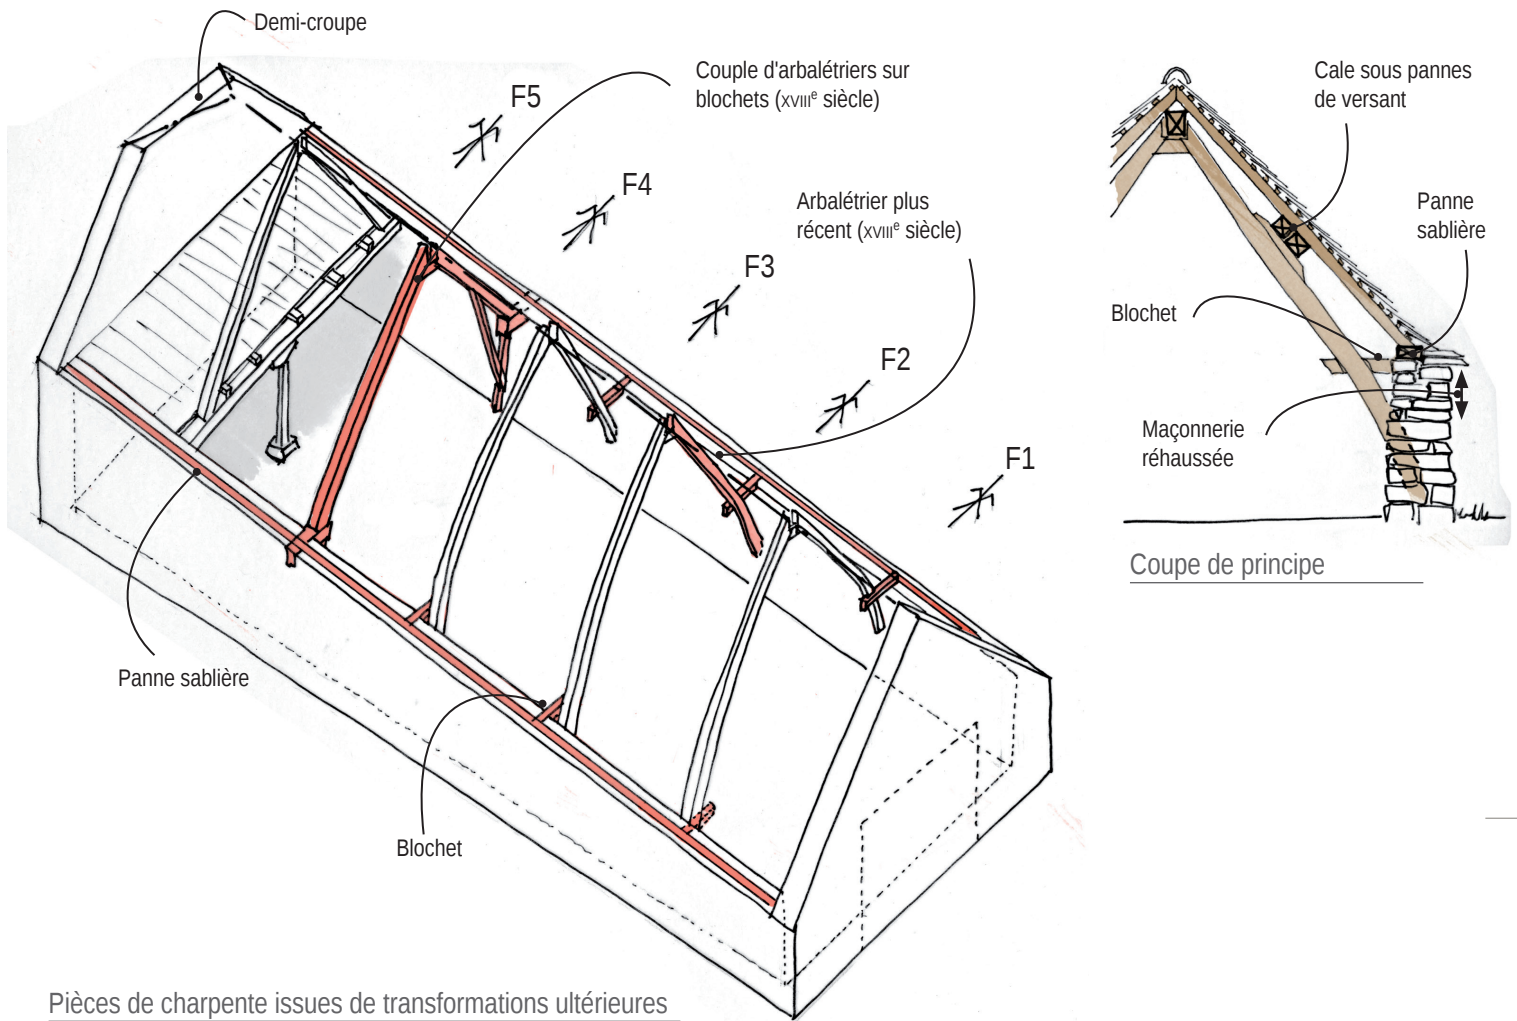 Demi-croupe
Couple d'arbalétriers sur
blochets (XVIIIe siècle)
F5
F4
F3
F2
F1
Arbalétrier plus
récent (XVIIIe siècle)
Panne sablière
Blochet
Pièces de charpente issues de transformations ultérieures
Cale sous pannes
de versant
Panne
sablière
Blochet
Maçonnerie
réhaussée
Coupe de principe